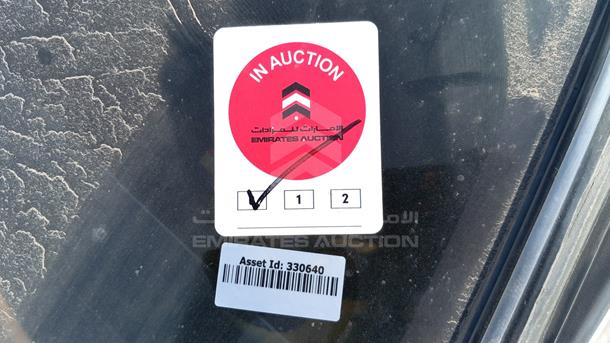 IN AUCTION
الإمارات للمزادات
EMIRATES AUCTION
1 2
الإمارات للمزادات
EMIRATES AUCTION
Asset Id: 330640